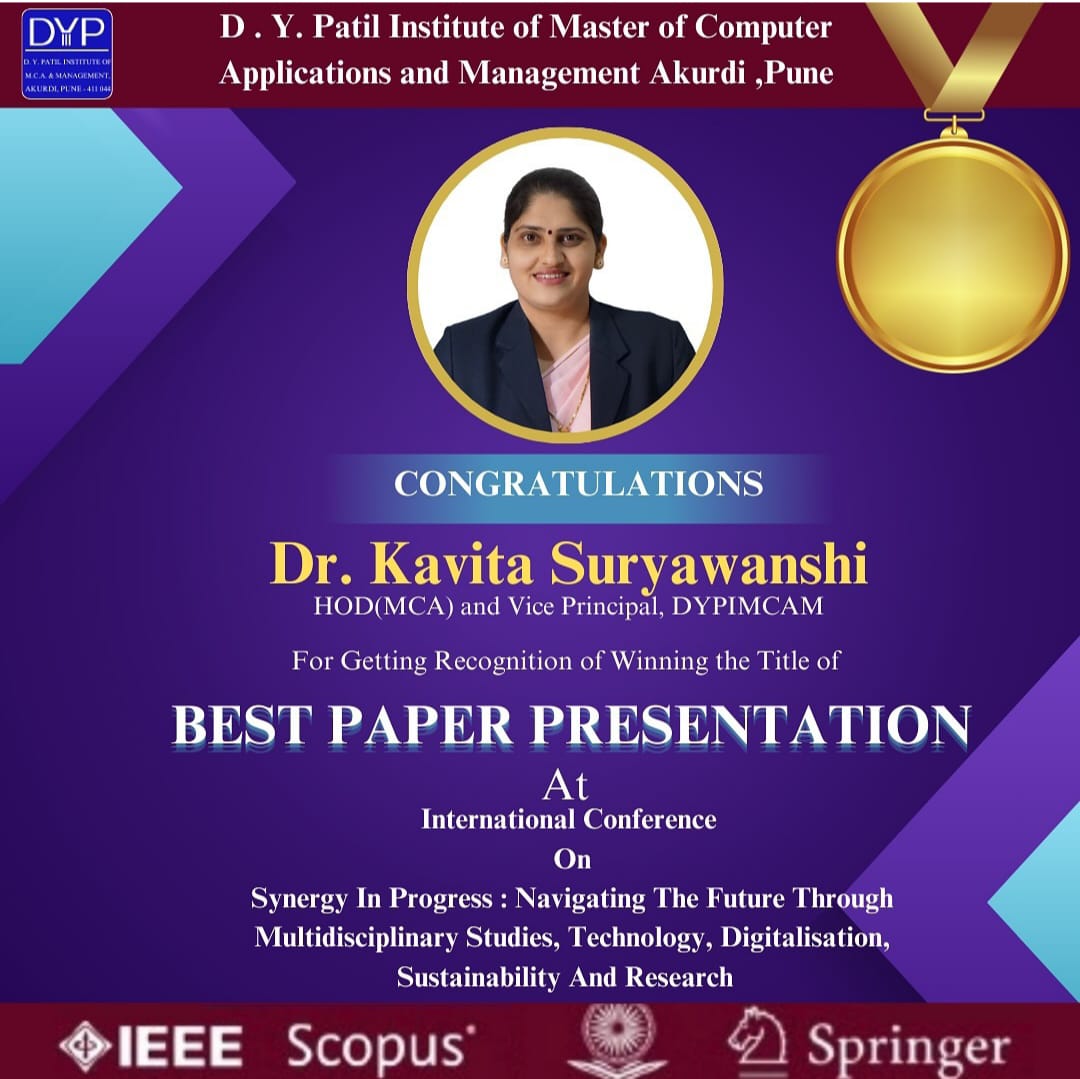 DYP
D. Y. PATIL INSTITUTE OF
M.C.A. & MANAGEMENT,
AKURDI, PUNE - 411 044
D . Y. Patil Institute of Master of Computer
Applications and Management Akurdi ,Pune
CONGRATULATIONS
Dr. Kavita Suryawanshi
HOD(MCA) and Vice Principal, DYPIMCAM
For Getting Recognition of Winning the Title of
BEST PAPER PRESENTATION
At
International Conference
On
Synergy In Progress : Navigating The Future Through
Multidisciplinary Studies, Technology, Digitalisation,
Sustainability And Research
IEEE Scopus Springer